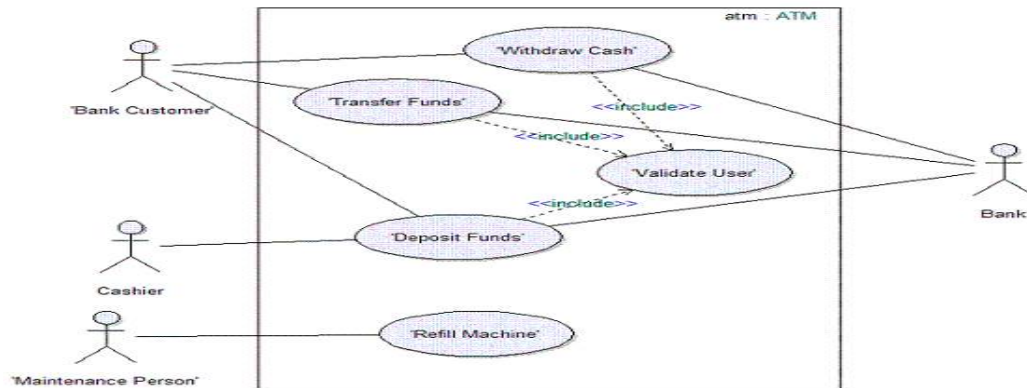 atm : ATM
'Withdraw Cash'
'Bank Customer'
'Transfer Funds'
<<include>>
<<include>>
'Validate User'
<<include>>
Bank
'Deposit Funds'
Cashier
'Refill Machine'
'Maintenance Person'